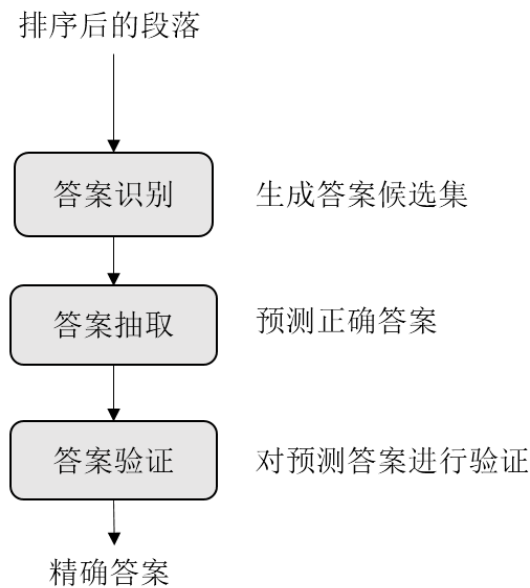 排序后的段落
答案识别 生成答案候选集
答案抽取 预测正确答案
答案验证 对预测答案进行验证
精确答案